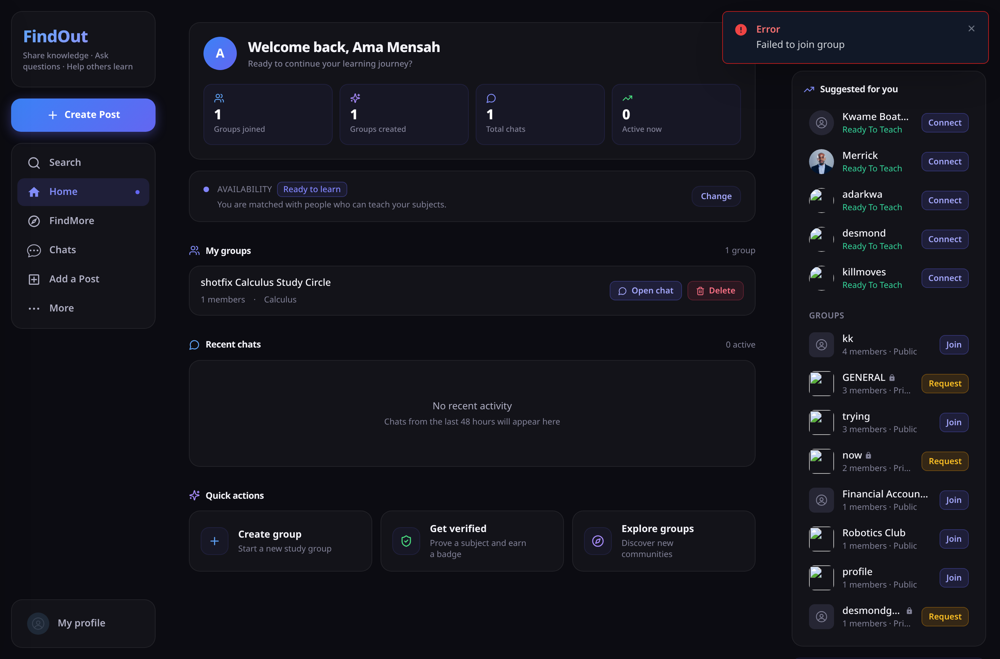 FindOut
Share knowledge · Ask
questions · Help others learn
Create Post
Search
Home
FindMore
Chats
Add a Post
More
My profile
A
Welcome back, Ama Mensah
Ready to continue your learning journey?
1
Groups joined
1
Groups created
1
Total chats
0
Active now
AVAILABILITY Ready to learn
You are matched with people who can teach your subjects.
Change
My groups
1 group
shotfix Calculus Study Circle
1 members · Calculus
Open chat
Delete
Recent chats
0 active
No recent activity
Chats from the last 48 hours will appear here
Quick actions
Create group
Start a new study group
Get verified
Prove a subject and earn
a badge
Explore groups
Discover new
communities
Error
Failed to join group
Suggested for you
Kwame Boat...
Ready To Teach
Connect
Merrick
Ready To Teach
Connect
adarkwa
Ready To Teach
Connect
desmond
Ready To Teach
Connect
killmoves
Ready To Teach
Connect
GROUPS
kk
4 members · Public
Join
GENERAL
3 members · Pri...
Request
trying
3 members · Public
Join
now
2 members · Pri...
Request
Financial Accoun...
1 members · Public
Join
Robotics Club
1 members · Public
Join
profile
1 members · Public
Join
desmondg...
1 members · Pri...
Request